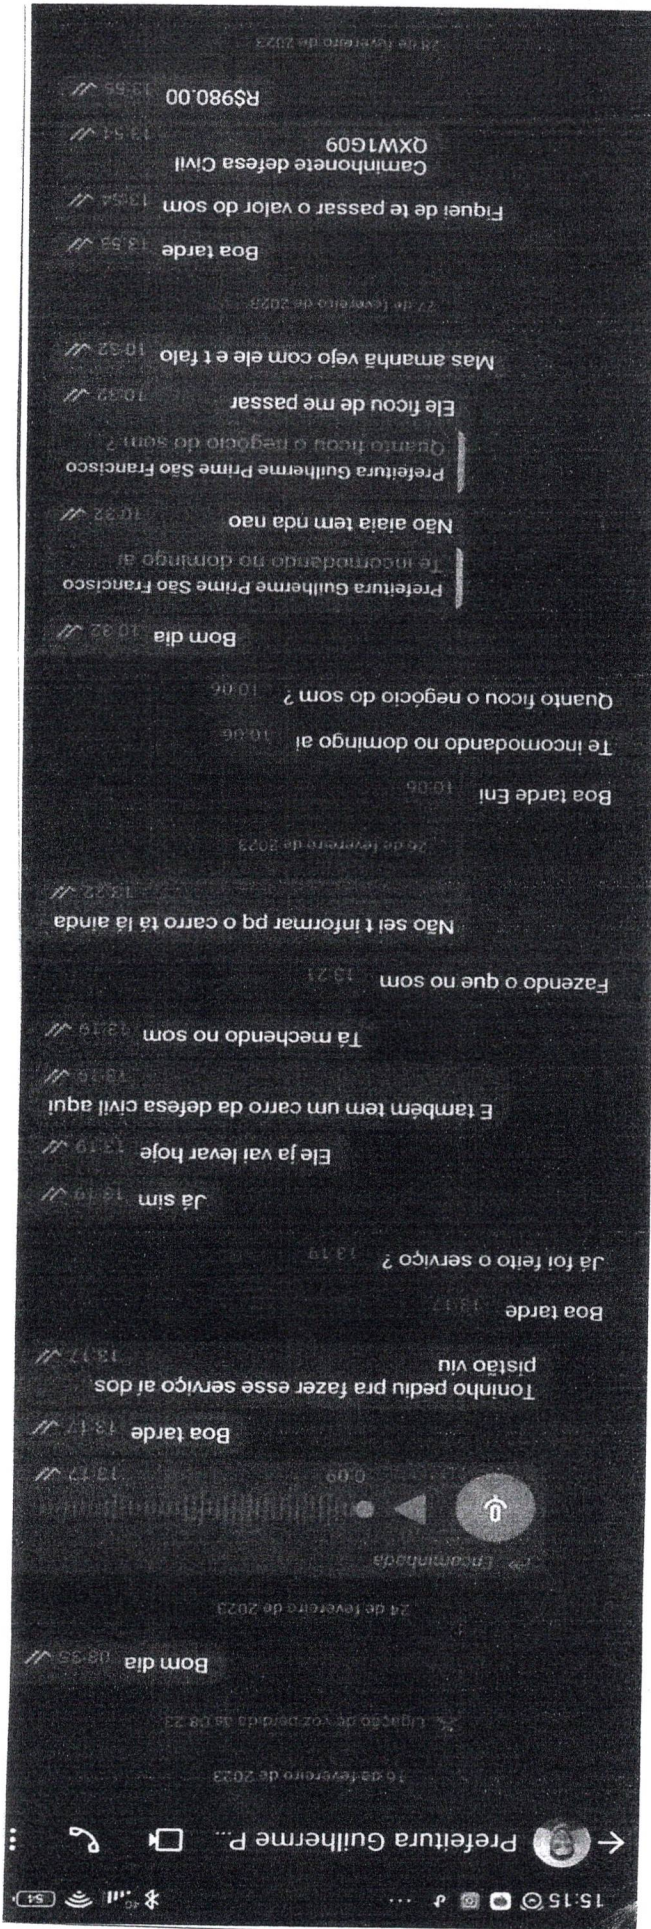 15:15
4G
54
Prefeitura Guilherme P...
16 de fevereiro de 2023
Ligação de voz perdida às 08:23
Bom dia 08:35
24 de fevereiro de 2023
Encaminhada
0:09 13:17
Boa tarde 13:17
Toninho pediu pra fazer esse serviço aí dos
pistão viu 13:17
Boa tarde 13:17
Já foi feito o serviço ? 13:19
Já sim 13:19
Ele ja vai levar hoje 13:19
E também tem um carro da defesa civil aqui
13:19
Tá mechendo no som 13:19
Fazendo o que no som 13:21
Não sei t informar pq o carro tá lá ainda
13:22
26 de fevereiro de 2023
Boa tarde Eni 10:06
Te incomodando no domingo ai 10:06
Quanto ficou o negócio do som ? 10:06
Bom dia 10:32
Prefeitura Guilherme Prime São Francisco
Te incomodando no domingo ai
Não aiaia tem nda nao 10:32
Prefeitura Guilherme Prime São Francisco
Quanto ficou o negócio do som ?
Ele ficou de me passar 10:32
Mas amanhã vejo com ele e t falo 10:32
27 de fevereiro de 2023
Boa tarde 13:53
Fiquei de te passar o valor do som 13:54
Caminhonete defesa Civil
QXW1G09 13:54
R$980.00 13:55
28 de fevereiro de 2023